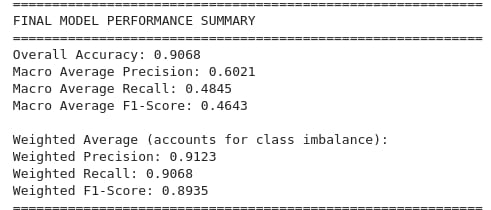 ============================================================
FINAL MODEL PERFORMANCE SUMMARY
============================================================
Overall Accuracy: 0.9068
Macro Average Precision: 0.6021
Macro Average Recall: 0.4845
Macro Average F1-Score: 0.4643

Weighted Average (accounts for class imbalance):
Weighted Precision: 0.9123
Weighted Recall: 0.9068
Weighted F1-Score: 0.8935
============================================================